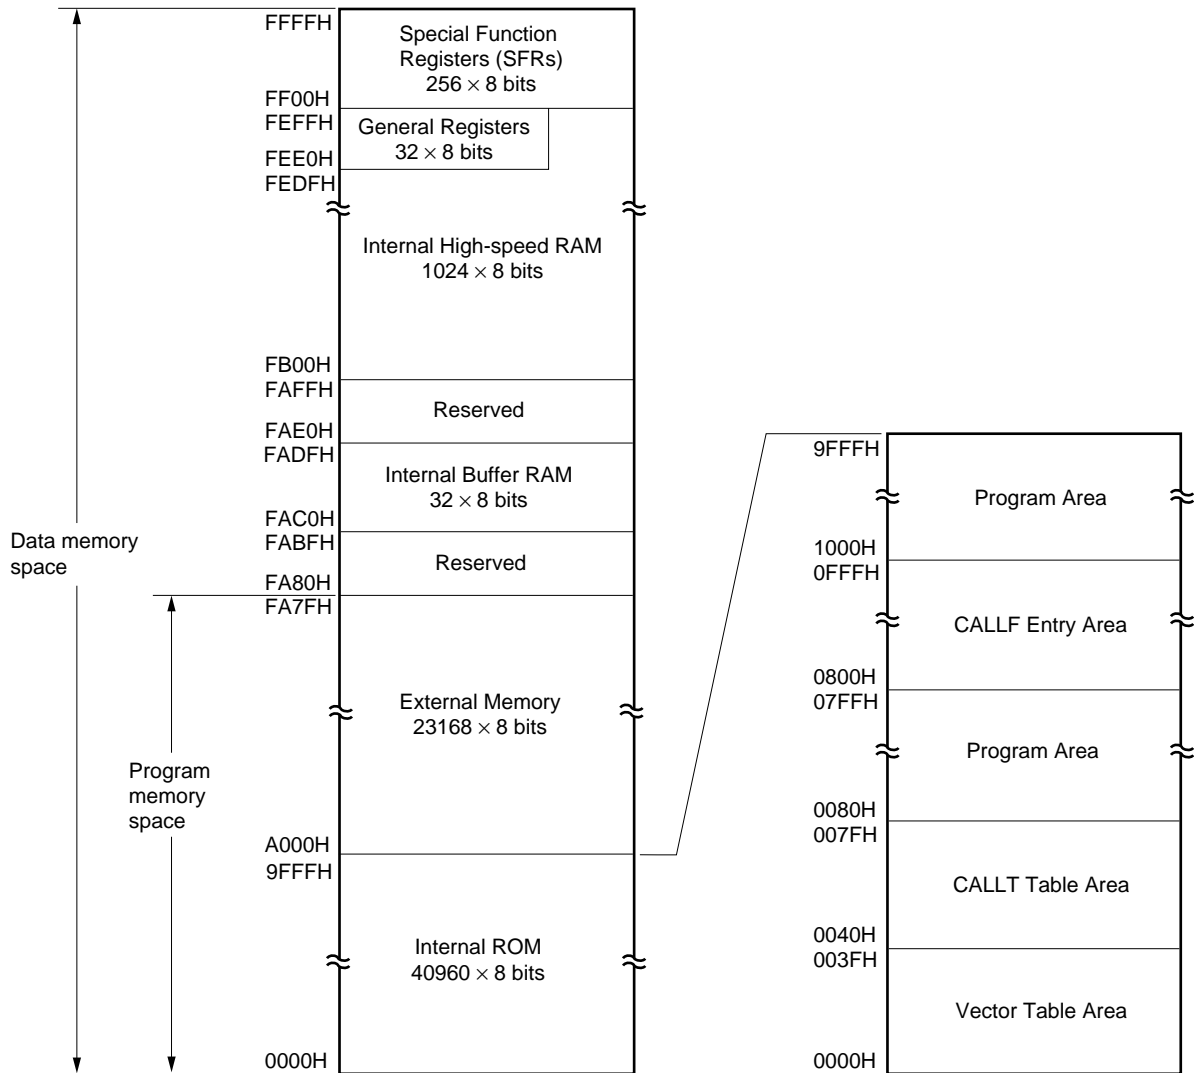 FFFFH
Special Function
Registers (SFRs)
256 × 8 bits
FF00H
FEFFH
General Registers
32 × 8 bits
FEE0H
FEDFH
Internal High-speed RAM
1024 × 8 bits
FB00H
FAFFH
Reserved
FAE0H
FADFH
Internal Buffer RAM
32 × 8 bits
FAC0H
FABFH
Reserved
FA80H
FA7FH
Data memory
space
External Memory
23168 × 8 bits
Program
memory
space
A000H
9FFFH
Internal ROM
40960 × 8 bits
0000H
9FFFH
Program Area
1000H
0FFFH
CALLF Entry Area
0800H
07FFH
Program Area
0080H
007FH
CALLT Table Area
0040H
003FH
Vector Table Area
0000H